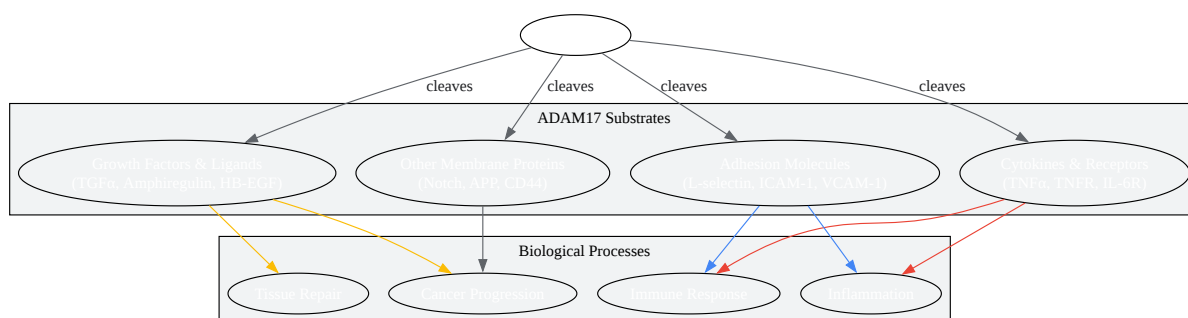 cleaves
cleaves
cleaves
cleaves
ADAM17 Substrates
Growth Factors & Ligands
(TGFα, Amphiregulin, HB-EGF)
Other Membrane Proteins
(Notch, APP, CD44)
Adhesion Molecules
(L-selectin, ICAM-1, VCAM-1)
Cytokines & Receptors
(TNFα, TNFR, IL-6R)
Biological Processes
Tissue Repair
Cancer Progression
Immune Response
Inflammation